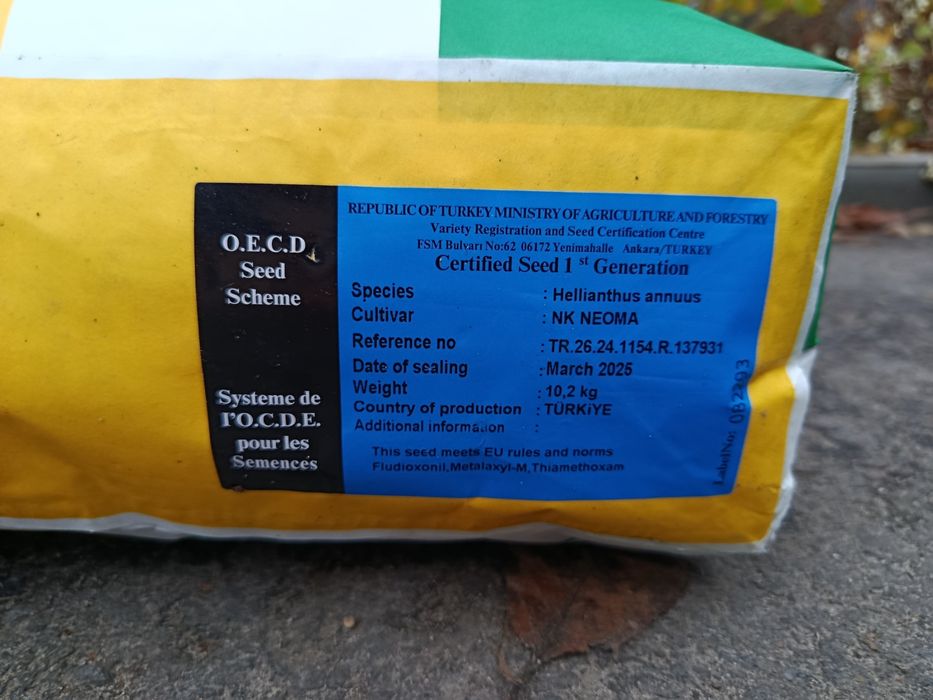 O.E.C.D
Seed
Scheme
Systeme de
l'O.C.D.E.
pour les
Semences
REPUBLIC OF TURKEY MINISTRY OF AGRICULTURE AND FORESTRY
Variety Registration and Seed Certification Centre
FSM Bulvarı No:62 06172 Yenimahalle Ankara/TURKEY
Certified Seed 1 st Generation
Species : Hellianthus annuus
Cultivar : NK NEOMA
Reference no : TR.26.24.1154.R.137931
Date of sealing : March 2025
Weight : 10,2 kg
Country of production : TÜRKiYE
Additional information :
This seed meets EU rules and norms
Fludioxonil,Metalaxyl-M,Thiamethoxam
LabelNo: